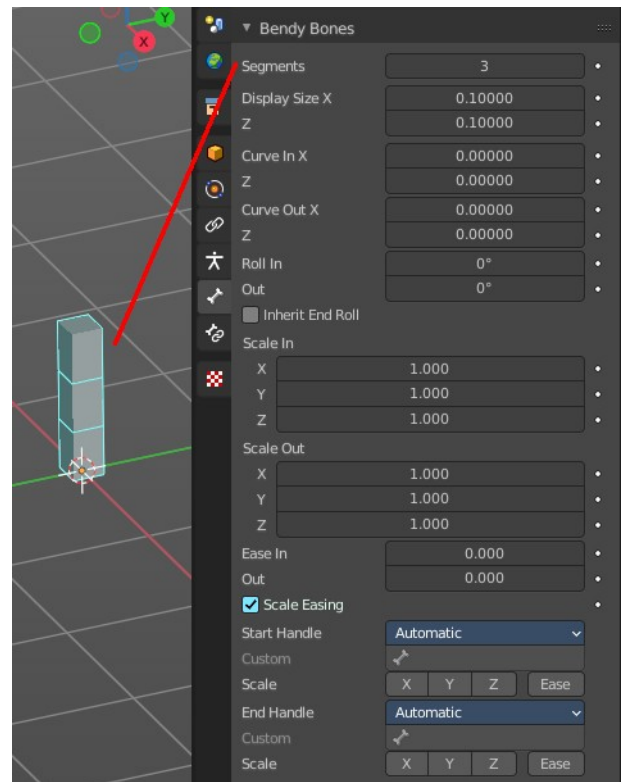 Y
X
Bendy Bones
Segments 3
Display Size X 0.10000
Z 0.10000
Curve In X 0.00000
Z 0.00000
Curve Out X 0.00000
Z 0.00000
Roll In 0°
Out 0°
Inherit End Roll
Scale In
X 1.000
Y 1.000
Z 1.000
Scale Out
X 1.000
Y 1.000
Z 1.000
Ease In 0.000
Out 0.000
Scale Easing
Start Handle Automatic
Custom
Scale X Y Z Ease
End Handle Automatic
Custom
Scale X Y Z Ease